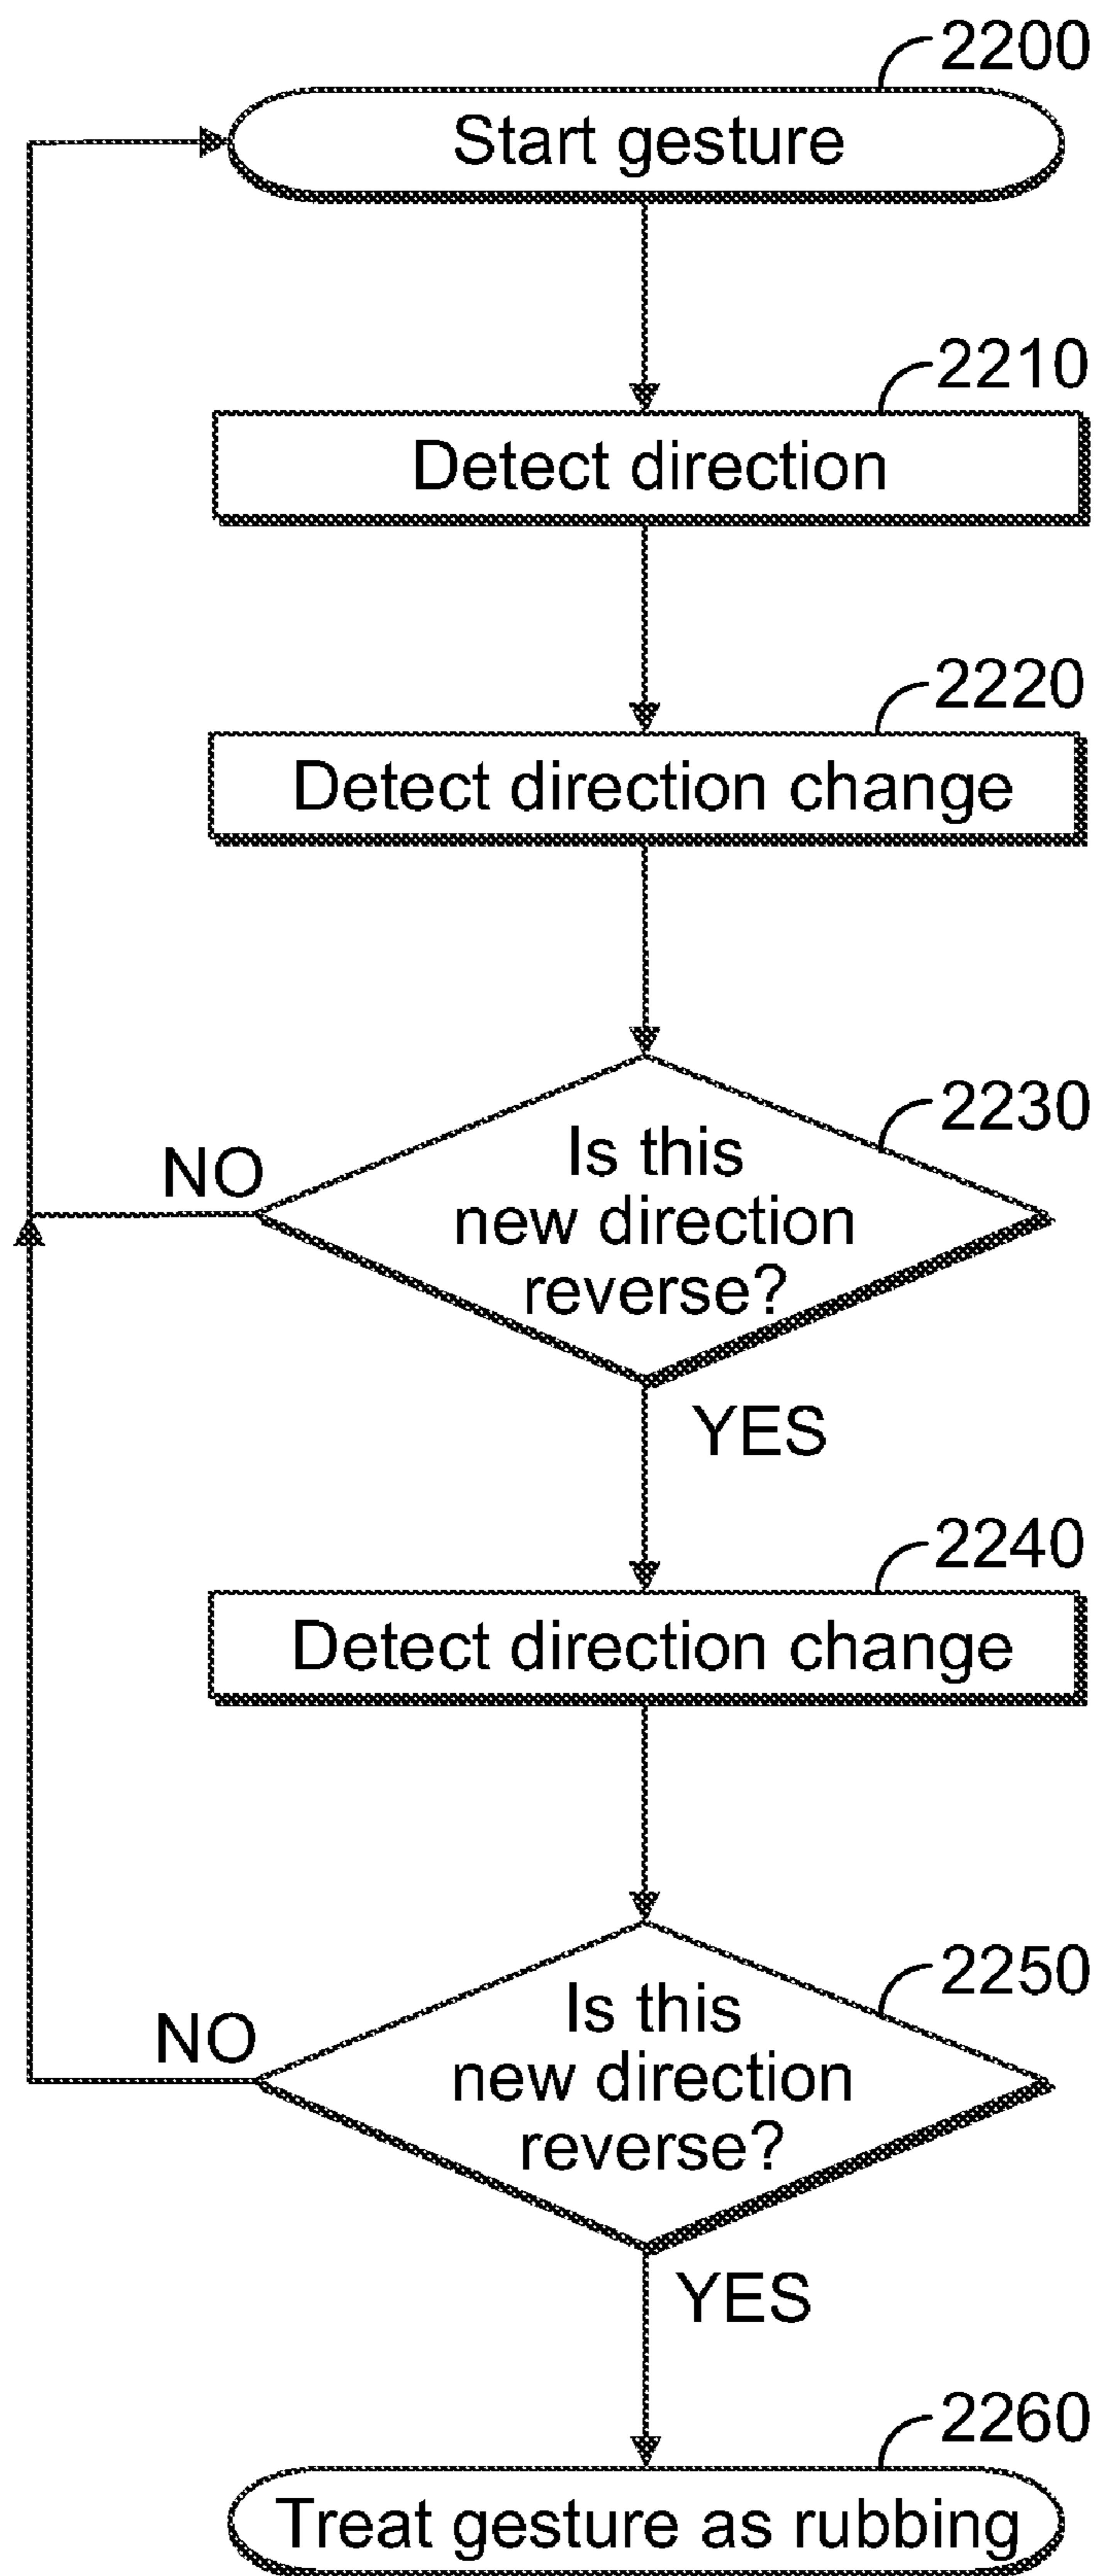 2200
Start gesture
2210
Detect direction
2220
Detect direction change
2230
Is this
new direction
reverse?
NO
YES
2240
Detect direction change
2250
Is this
new direction
reverse?
NO
YES
2260
Treat gesture as rubbing